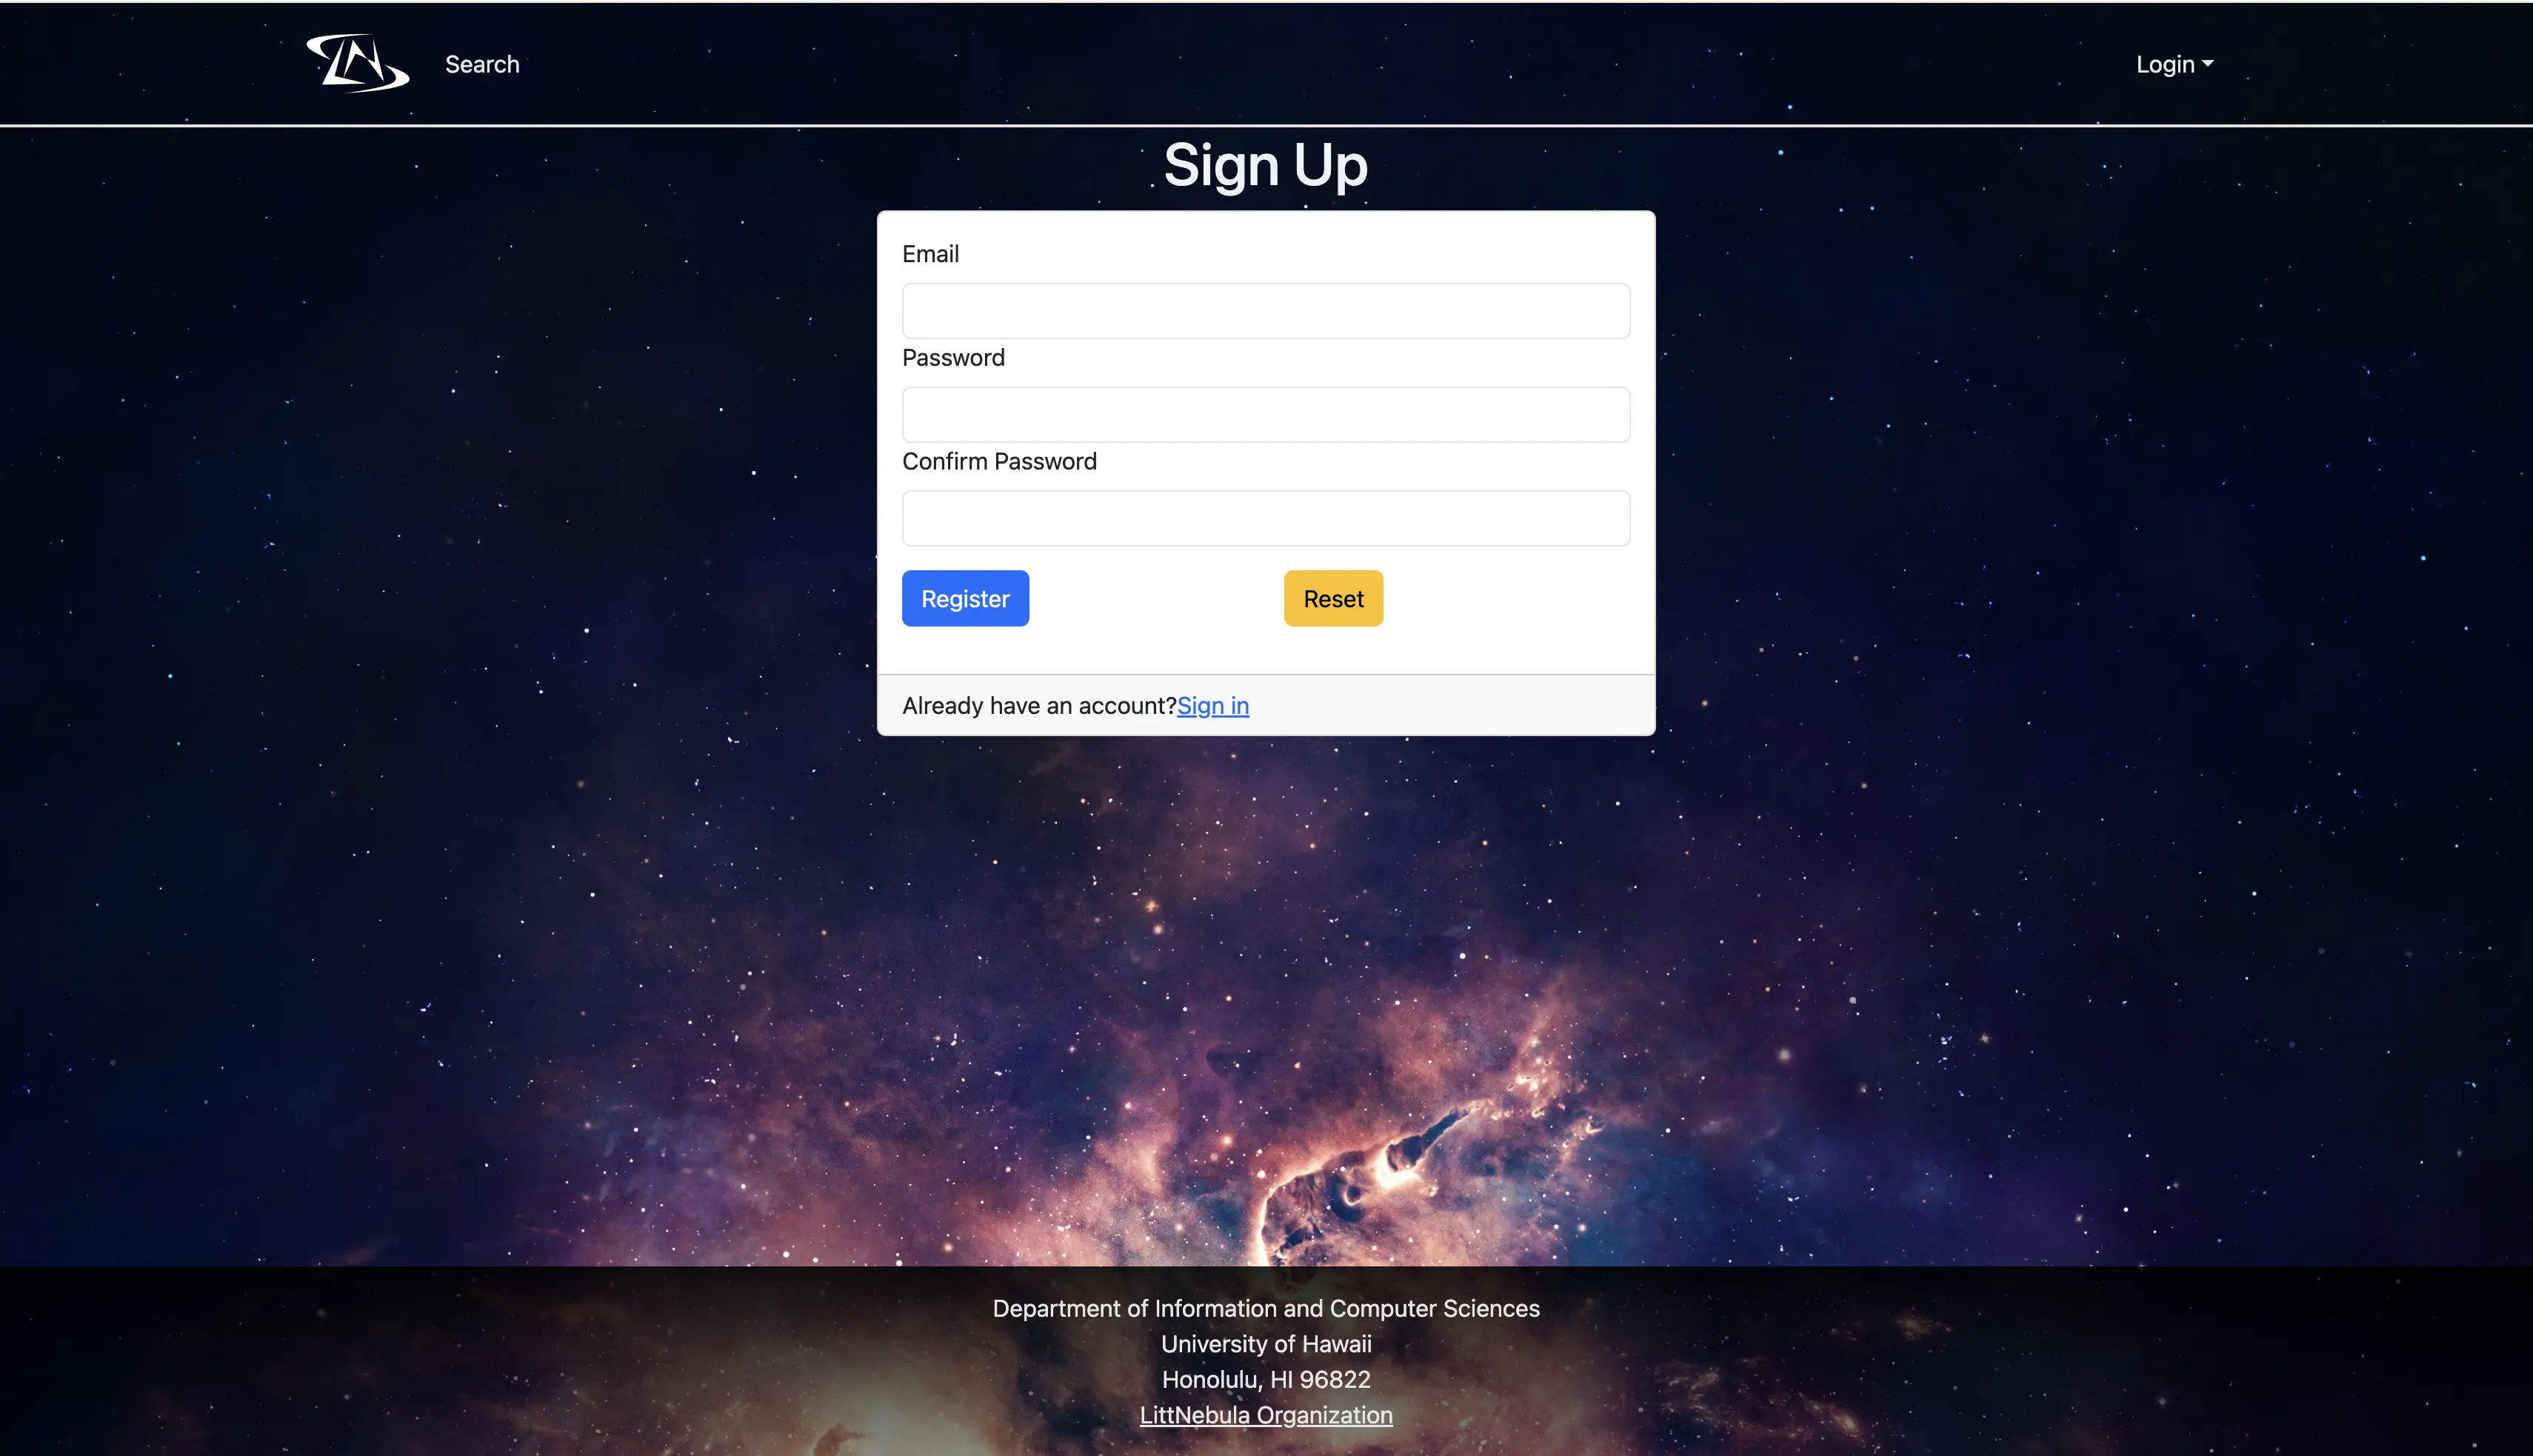 Search
Login
Sign Up
Email
Password
Confirm Password
Register
Reset
Already have an account?Sign in
Department of Information and Computer Sciences
University of Hawaii
Honolulu, HI 96822
LittNebula Organization